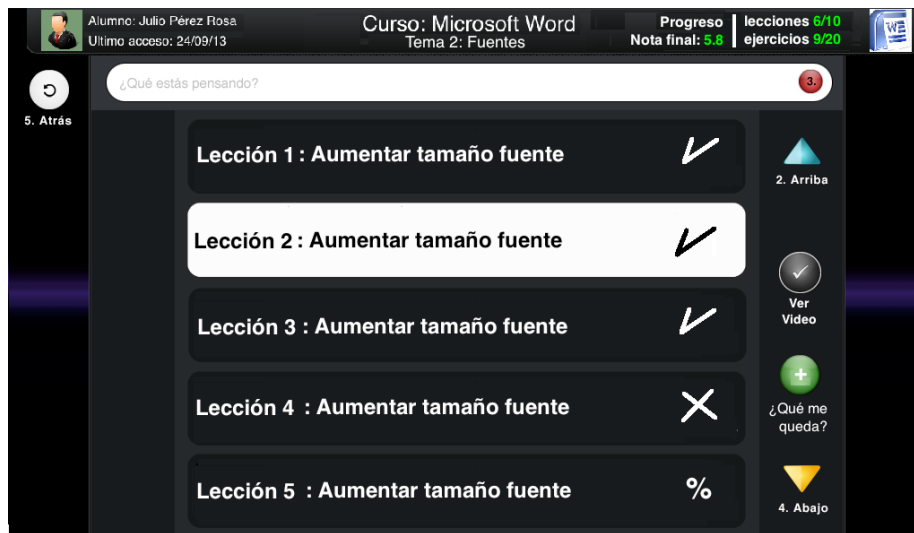 Alumno: Julio Pérez Rosa
Ultimo acceso: 24/09/13
Curso: Microsoft Word
Tema 2: Fuentes
Progreso
Nota final: 5.8
lecciones 6/10
ejercicios 9/20
W
5. Atrás
¿Qué estás pensando?
3.
Lección 1 : Aumentar tamaño fuente
Lección 2 : Aumentar tamaño fuente
Lección 3 : Aumentar tamaño fuente
Lección 4 : Aumentar tamaño fuente
Lección 5 : Aumentar tamaño fuente %
2. Arriba
Ver
Video
¿Qué me
queda?
4. Abajo